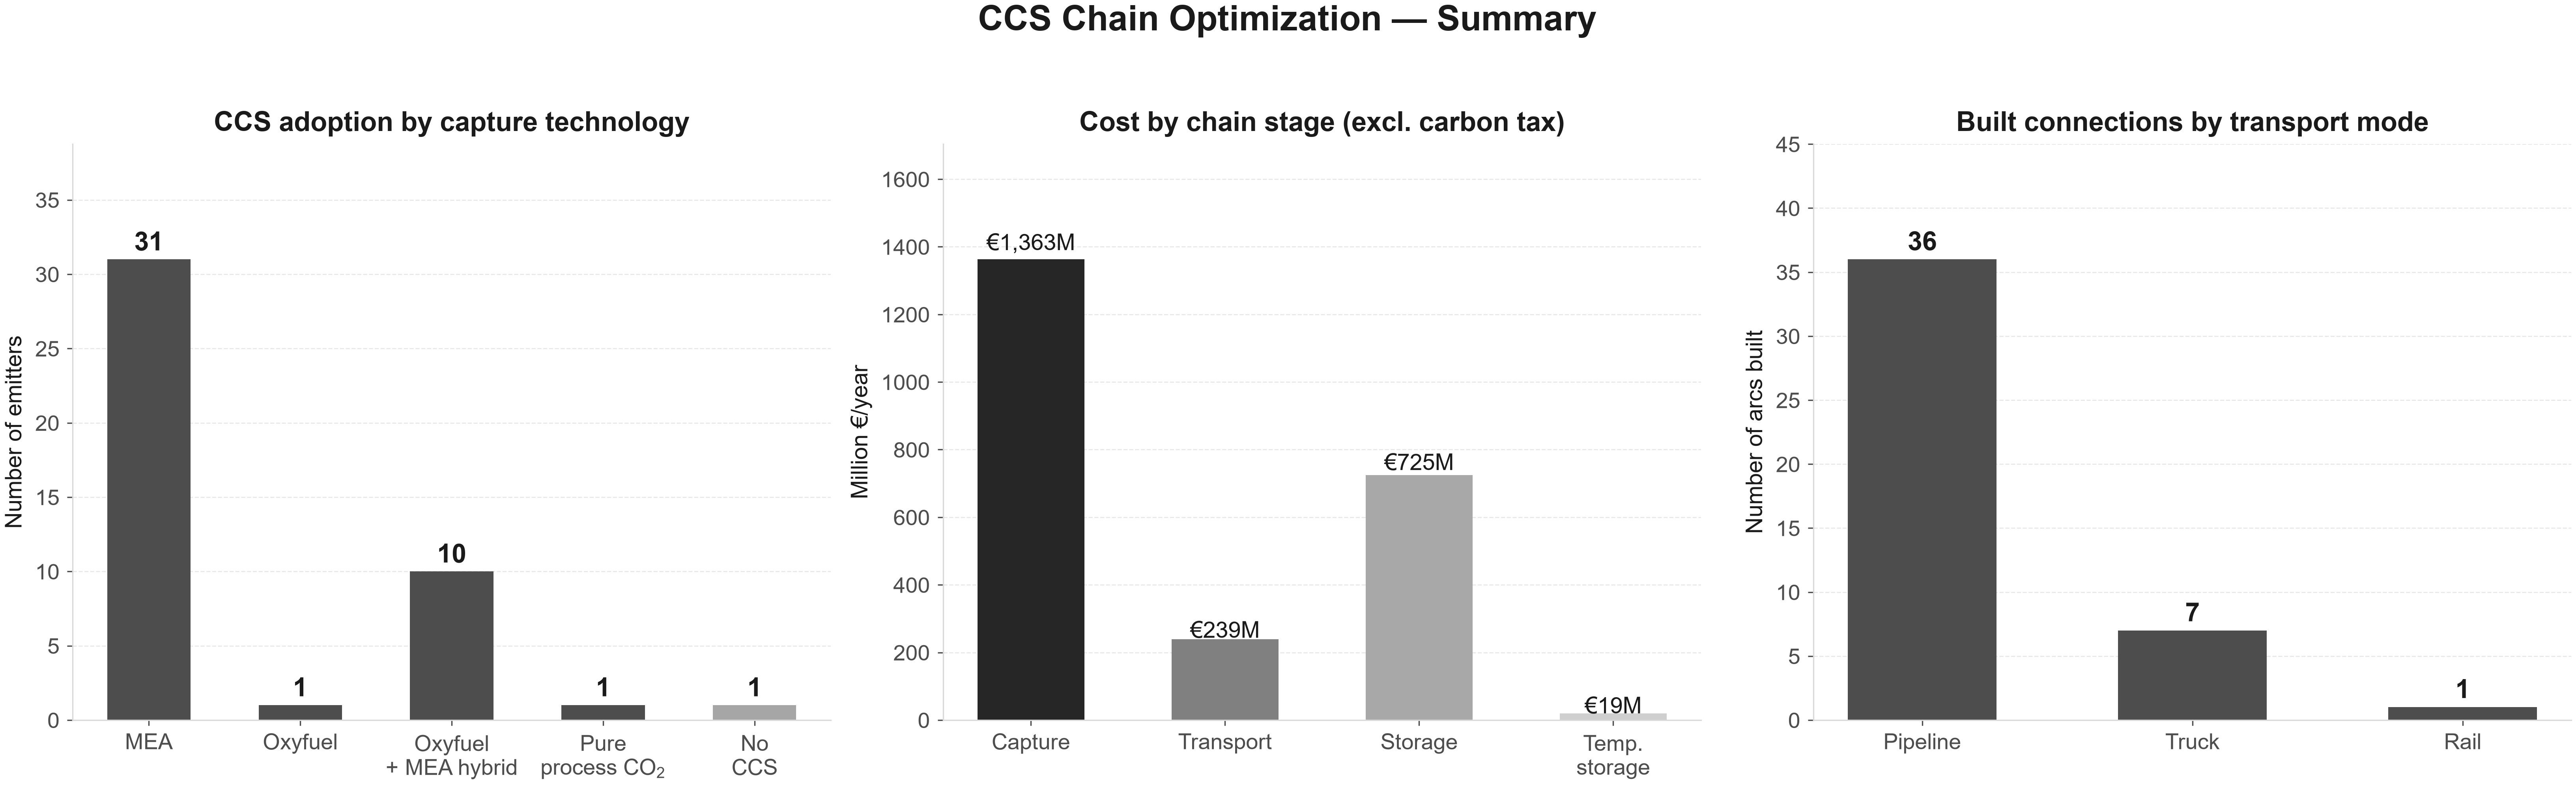 CCS Chain Optimization — Summary
CCS adoption by capture technology
Number of emitters
35
30
25
20
15
10
5
0
31
1
10
1
1
MEA
Oxyfuel
Oxyfuel
+ MEA hybrid
Pure
process CO₂
No
CCS
Cost by chain stage (excl. carbon tax)
Million €/year
1600
1400
1200
1000
800
600
400
200
0
€1,363M
€239M
€725M
€19M
Capture
Transport
Storage
Temp.
storage
Built connections by transport mode
Number of arcs built
45
40
35
30
25
20
15
10
5
0
36
7
1
Pipeline
Truck
Rail